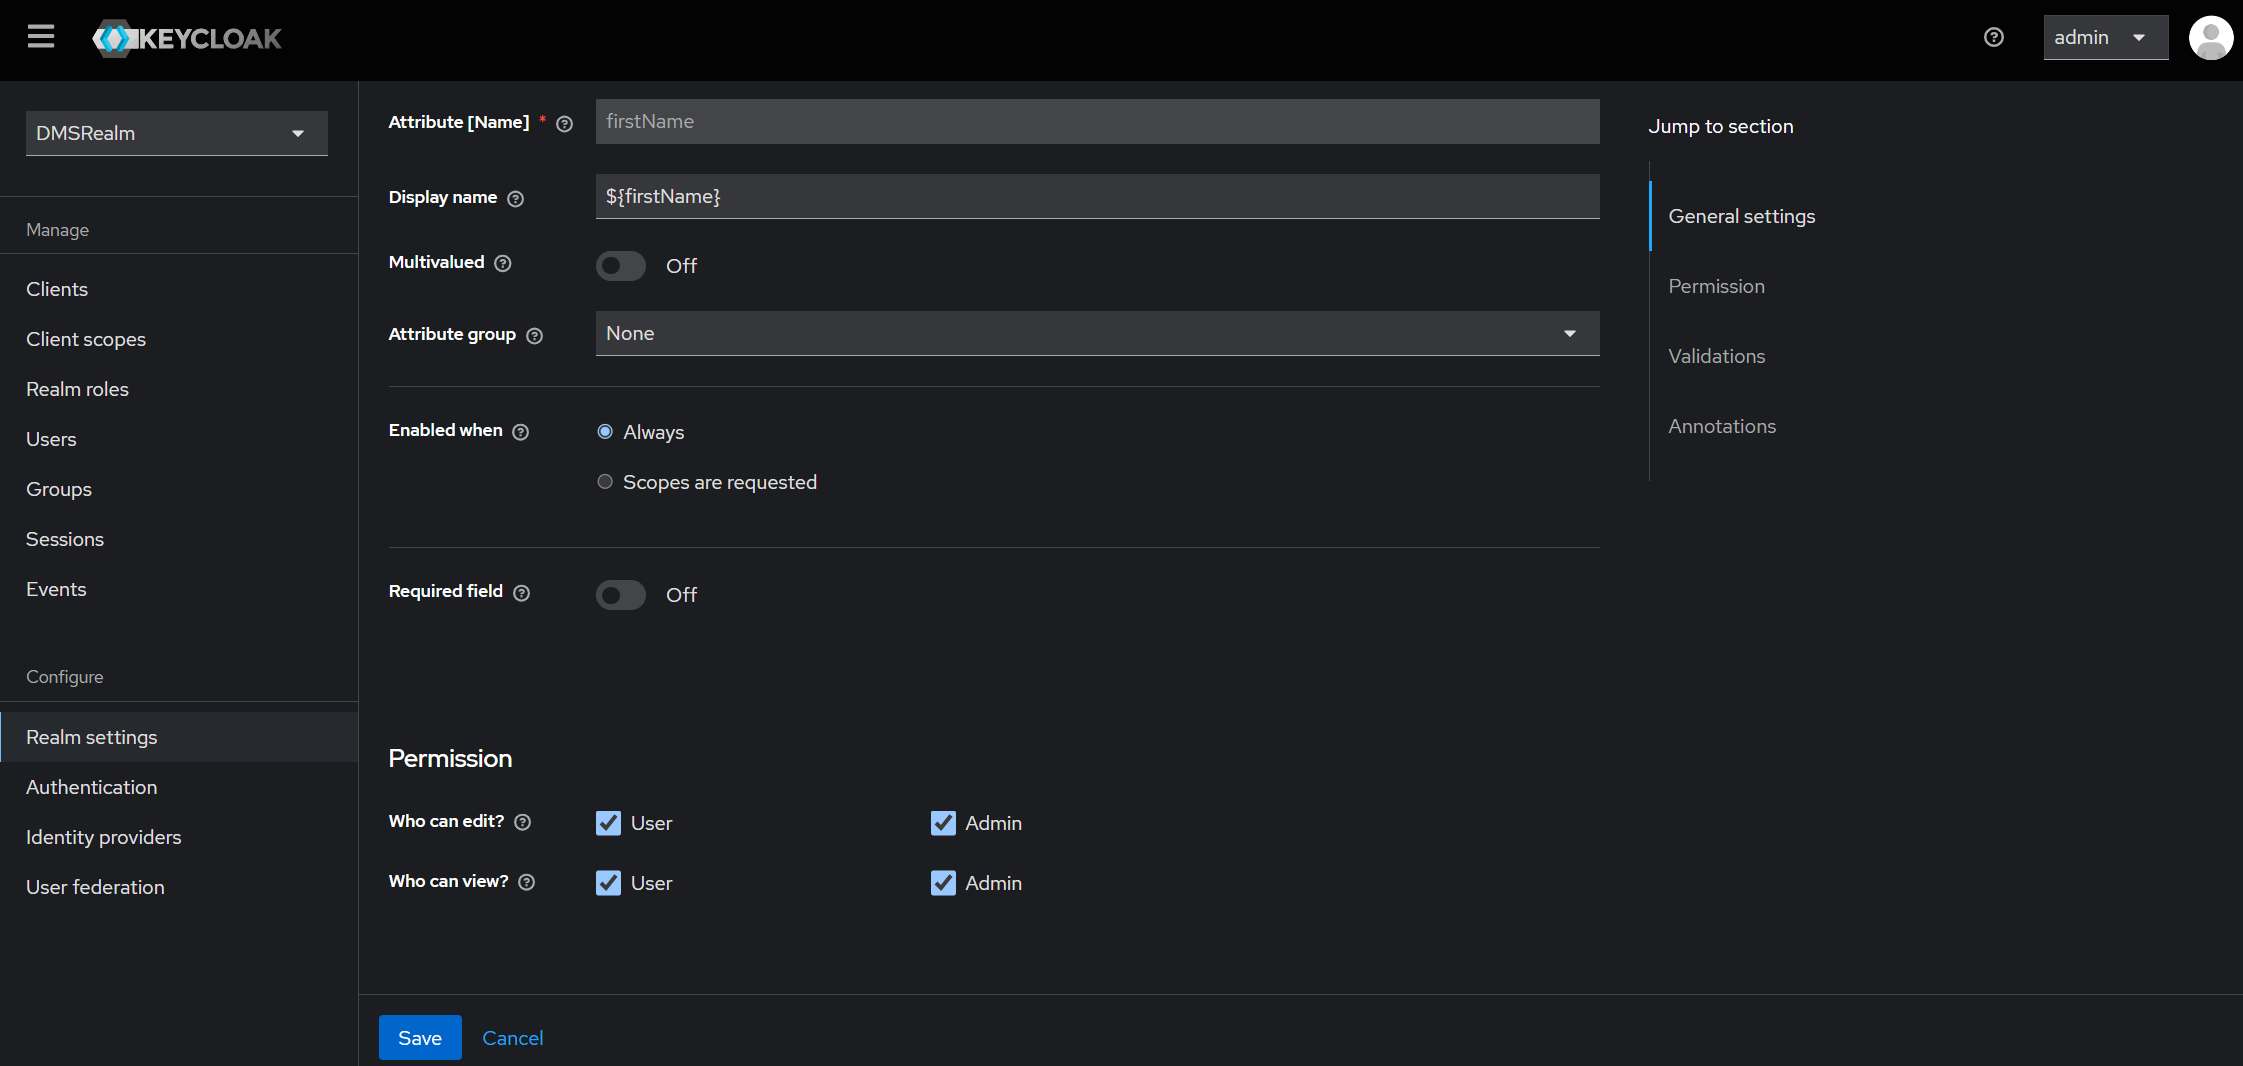 KEYCLOAK
admin
DMSRealm
Manage
Clients
Client scopes
Realm roles
Users
Groups
Sessions
Events
Configure
Realm settings
Authentication
Identity providers
User federation
Attribute [Name] *
firstName
Display name
${firstName}
Multivalued
Off
Attribute group
None
Enabled when
Always
Scopes are requested
Required field
Off
Permission
Who can edit?
User
Admin
Who can view?
User
Admin
Save
Cancel
Jump to section
General settings
Permission
Validations
Annotations